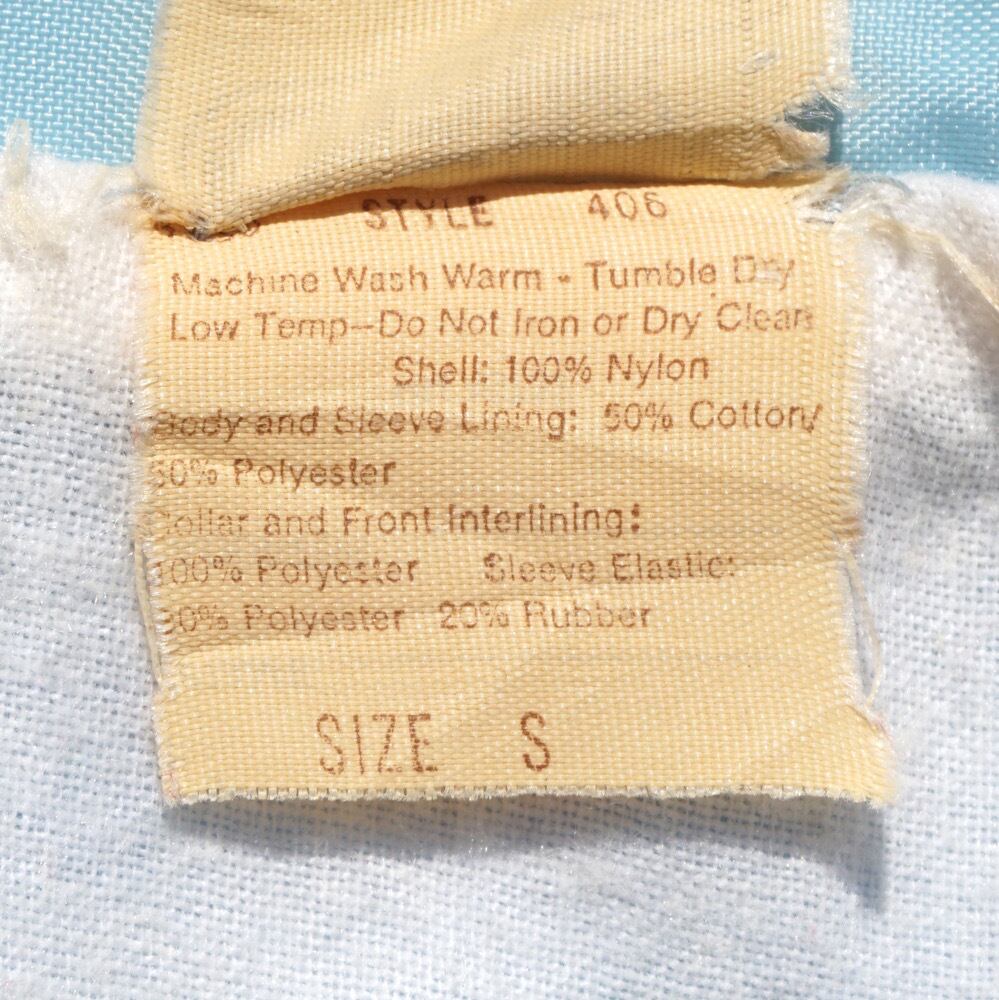 STYLE 406
Machine Wash Warm - Tumble Dry
Low Temp-Do Not Iron or Dry Clean
Shell: 100% Nylon
Body and Sleeve Lining: 50% Cotton/
50% Polyester
Collar and Front Interlining:
100% Polyester Sleeve Elastic:
80% Polyester 20% Rubber
SIZE S